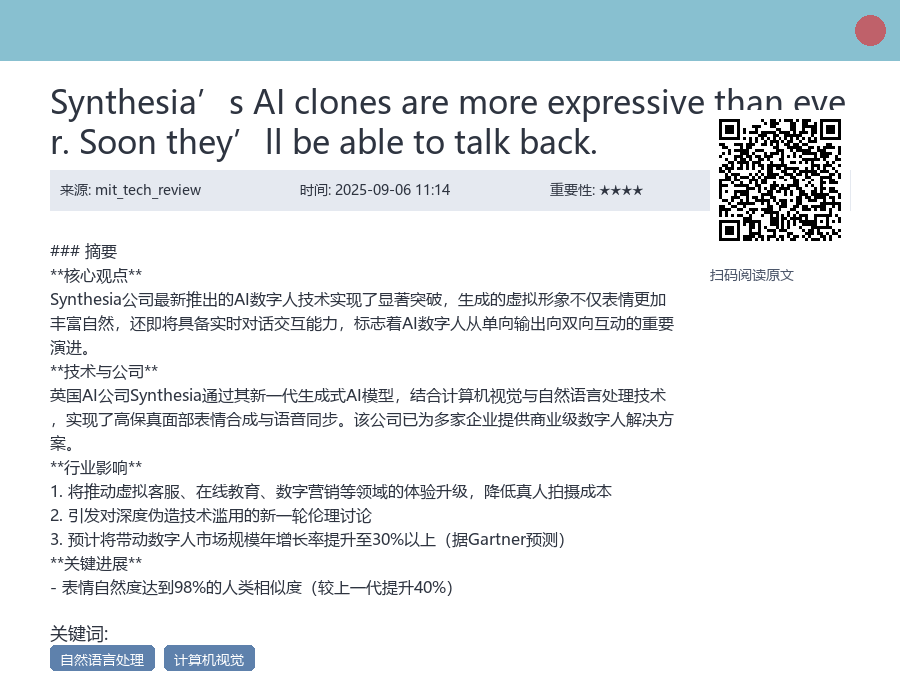 Synthesia’s AI clones are more expressive than eve
r. Soon they’ll be able to talk back.
来源: mit_tech_review
时间: 2025-09-06 11:14
重要性: ★★★★
扫码阅读原文
### 摘要
**核心观点**
Synthesia公司最新推出的AI数字人技术实现了显著突破，生成的虚拟形象不仅表情更加
丰富自然，还即将具备实时对话交互能力，标志着AI数字人从单向输出向双向互动的重要
演进。
**技术与公司**
英国AI公司Synthesia通过其新一代生成式AI模型，结合计算机视觉与自然语言处理技术
，实现了高保真面部表情合成与语音同步。该公司已为多家企业提供商业级数字人解决方
案。
**行业影响**
1. 将推动虚拟客服、在线教育、数字营销等领域的体验升级，降低真人拍摄成本
2. 引发对深度伪造技术滥用的新一轮伦理讨论
3. 预计将带动数字人市场规模年增长率提升至30%以上（据Gartner预测）
**关键进展**
- 表情自然度达到98%的人类相似度（较上一代提升40%）
关键词:
自然语言处理
计算机视觉